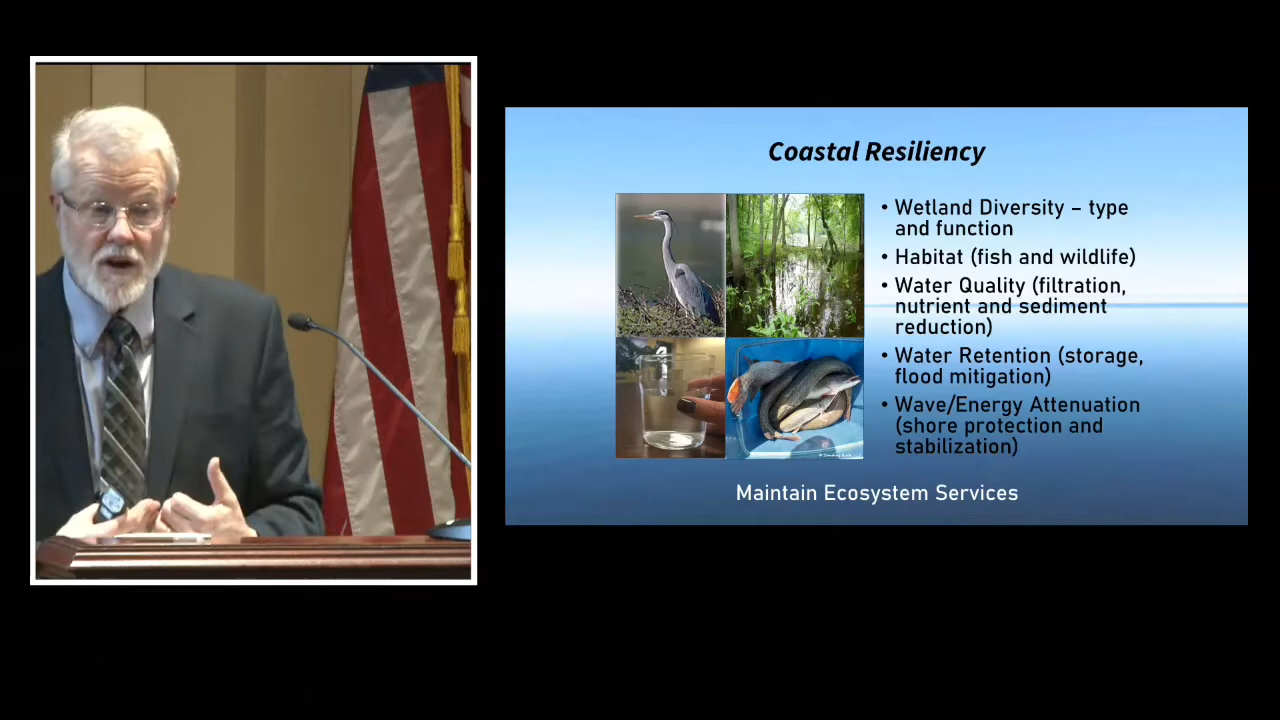 Coastal Resiliency
• Wetland Diversity – type
and function
• Habitat (fish and wildlife)
• Water Quality (filtration,
nutrient and sediment
reduction)
• Water Retention (storage,
flood mitigation)
• Wave/Energy Attenuation
(shore protection and
stabilization)
Maintain Ecosystem Services